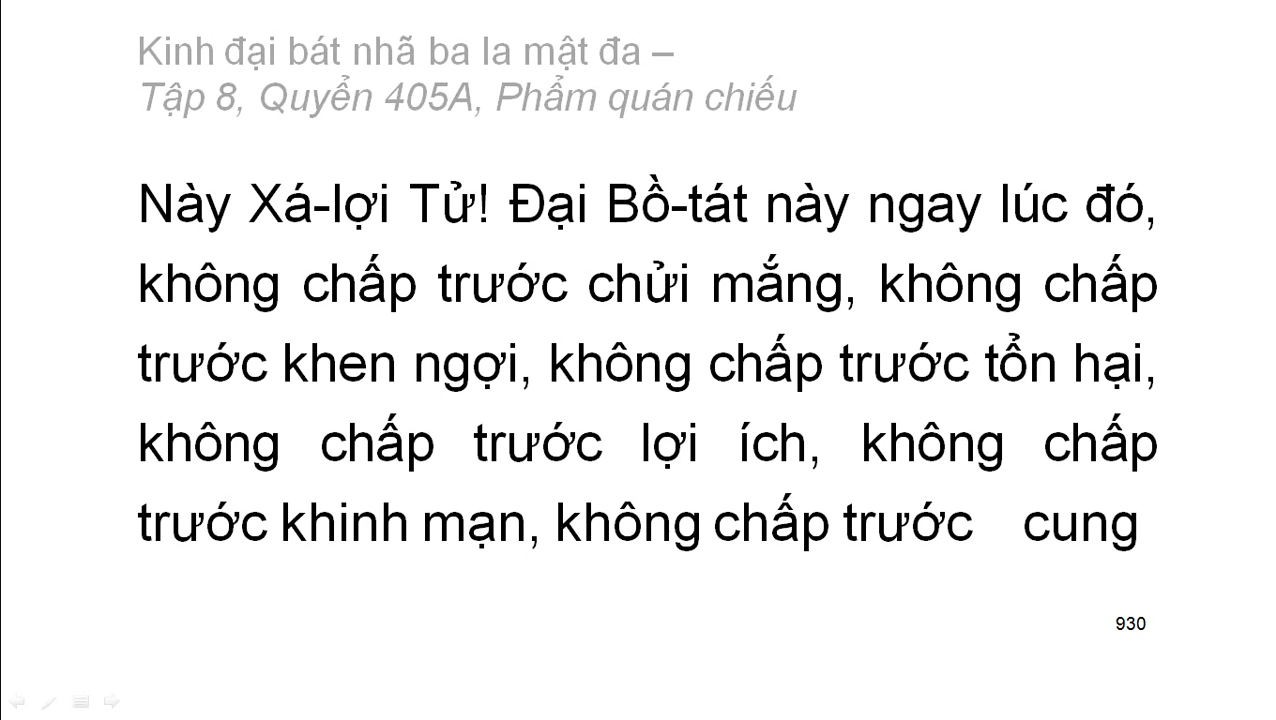 Kinh đại bát nhã ba la mật đa –
Tập 8, Quyển 405A, Phẩm quán chiếu
Này Xá-lợi Tử! Đại Bồ-tát này ngay lúc đó,
không chấp trước chửi mắng, không chấp
trước khen ngợi, không chấp trước tổn hại,
không chấp trước lợi ích, không chấp
trước khinh mạn, không chấp trước cung
930